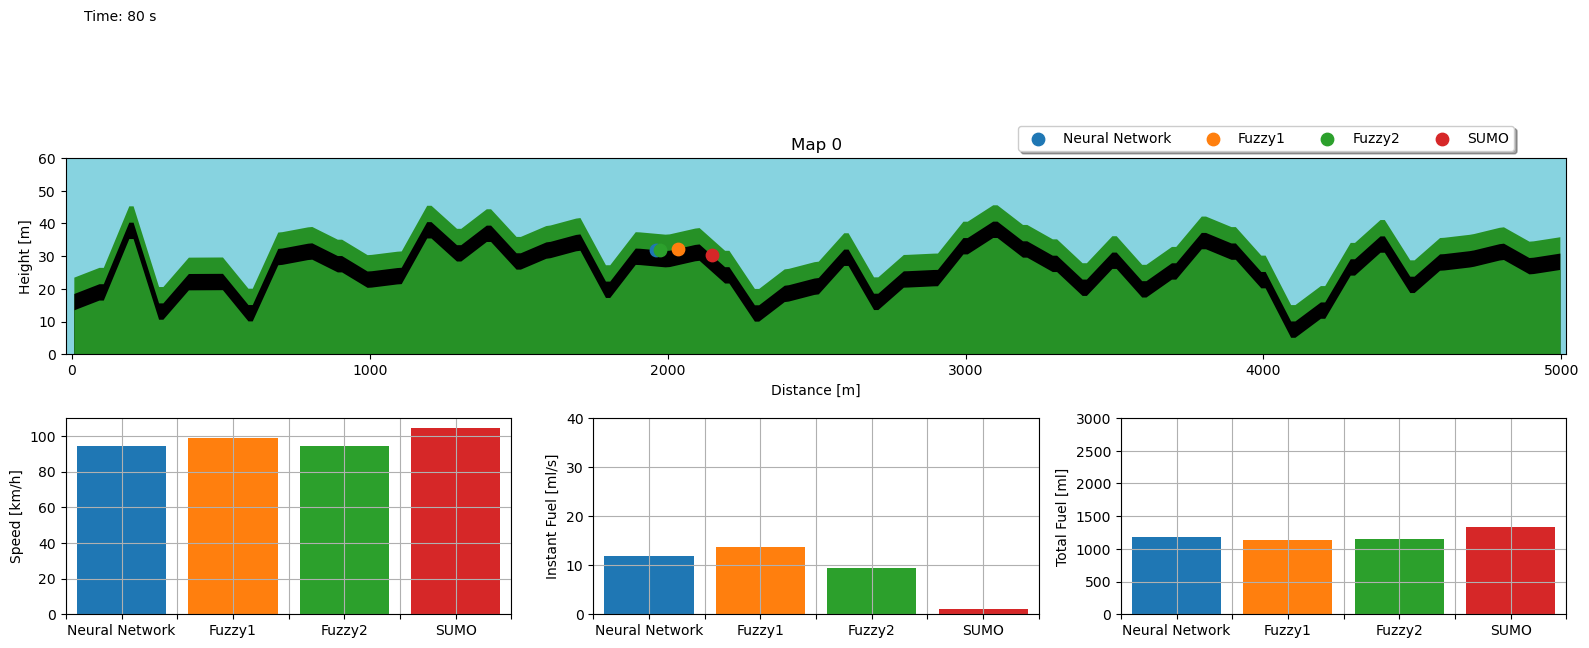 Time: 80 s
Map 0
Neural Network Fuzzy1 Fuzzy2 SUMO
Height [m]
60
50
40
30
20
10
0
0 1000 2000 3000 4000 5000
Distance [m]
Speed [km/h]
100
80
60
40
20
0
Neural Network Fuzzy1 Fuzzy2 SUMO
Instant Fuel [ml/s]
40
30
20
10
0
Neural Network Fuzzy1 Fuzzy2 SUMO
Total Fuel [ml]
3000
2500
2000
1500
1000
500
0
Neural Network Fuzzy1 Fuzzy2 SUMO